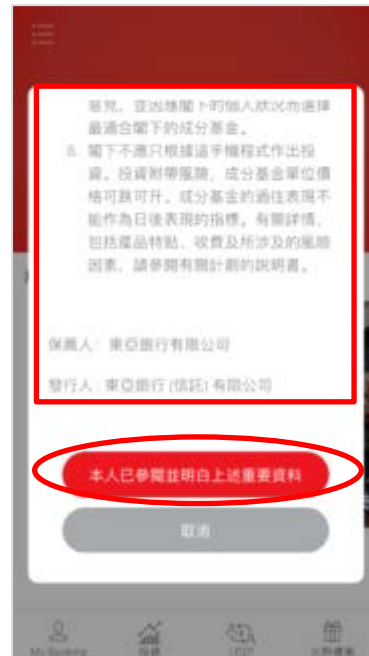 意見，並因應閣下的個人狀況而選擇
最適合閣下的成分基金。
8. 閣下不應只根據這手機程式作出投
資。投資附帶風險，成分基金單位價
格可跌可升。成分基金的過往表現不
能作為日後表現的指標。有關詳情，
包括產品特點、收費及所涉及的風險
因素，請參閱有關計劃的說明書。
保薦人：東亞銀行有限公司
發行人：東亞銀行 (信託) 有限公司
本人已參閱並明白上述重要資料
取消
My Banking